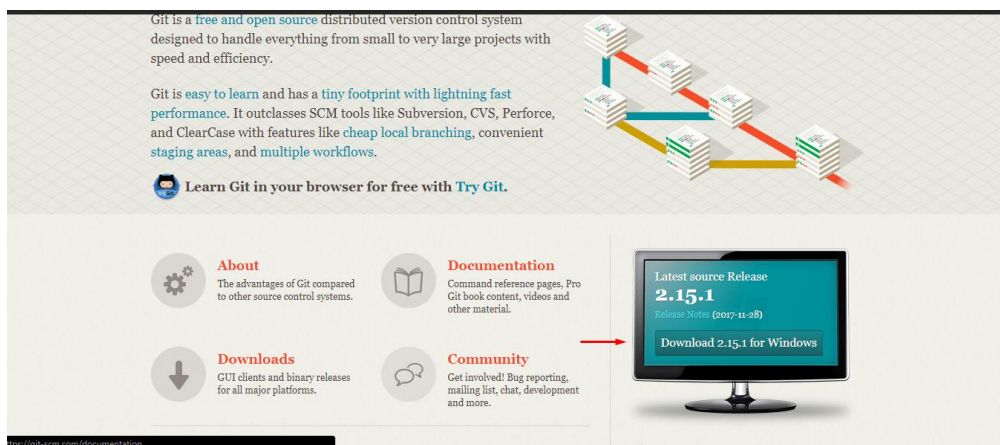 Git is a free and open source distributed version control system
designed to handle everything from small to very large projects with
speed and efficiency.
Git is easy to learn and has a tiny footprint with lightning fast
performance. It outclasses SCM tools like Subversion, CVS, Perforce,
and ClearCase with features like cheap local branching, convenient
staging areas, and multiple workflows.
Learn Git in your browser for free with Try Git.
About
The advantages of Git compared
to other source control systems.
Documentation
Command reference pages, Pro
Git book content, videos and
other material.
Downloads
GUI clients and binary releases
for all major platforms.
Community
Get involved! Bug reporting,
mailing list, chat, development
and more.
Latest source Release
2.15.1
Release Notes (2017-11-28)
Download 2.15.1 for Windows
ttps://git-scm.com/documentation